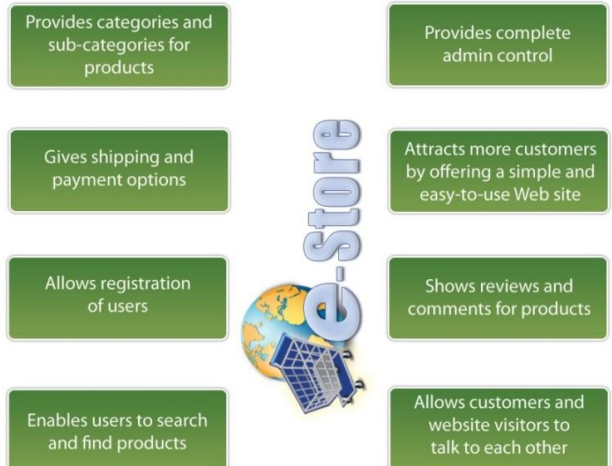 Provides categories and
sub-categories for
products
Provides complete
admin control
Gives shipping and
payment options
Attracts more customers
by offering a simple and
easy-to-use Web site
e-store
Allows registration
of users
Shows reviews and
comments for products
Enables users to search
and find products
Allows customers and
website visitors to
talk to each other